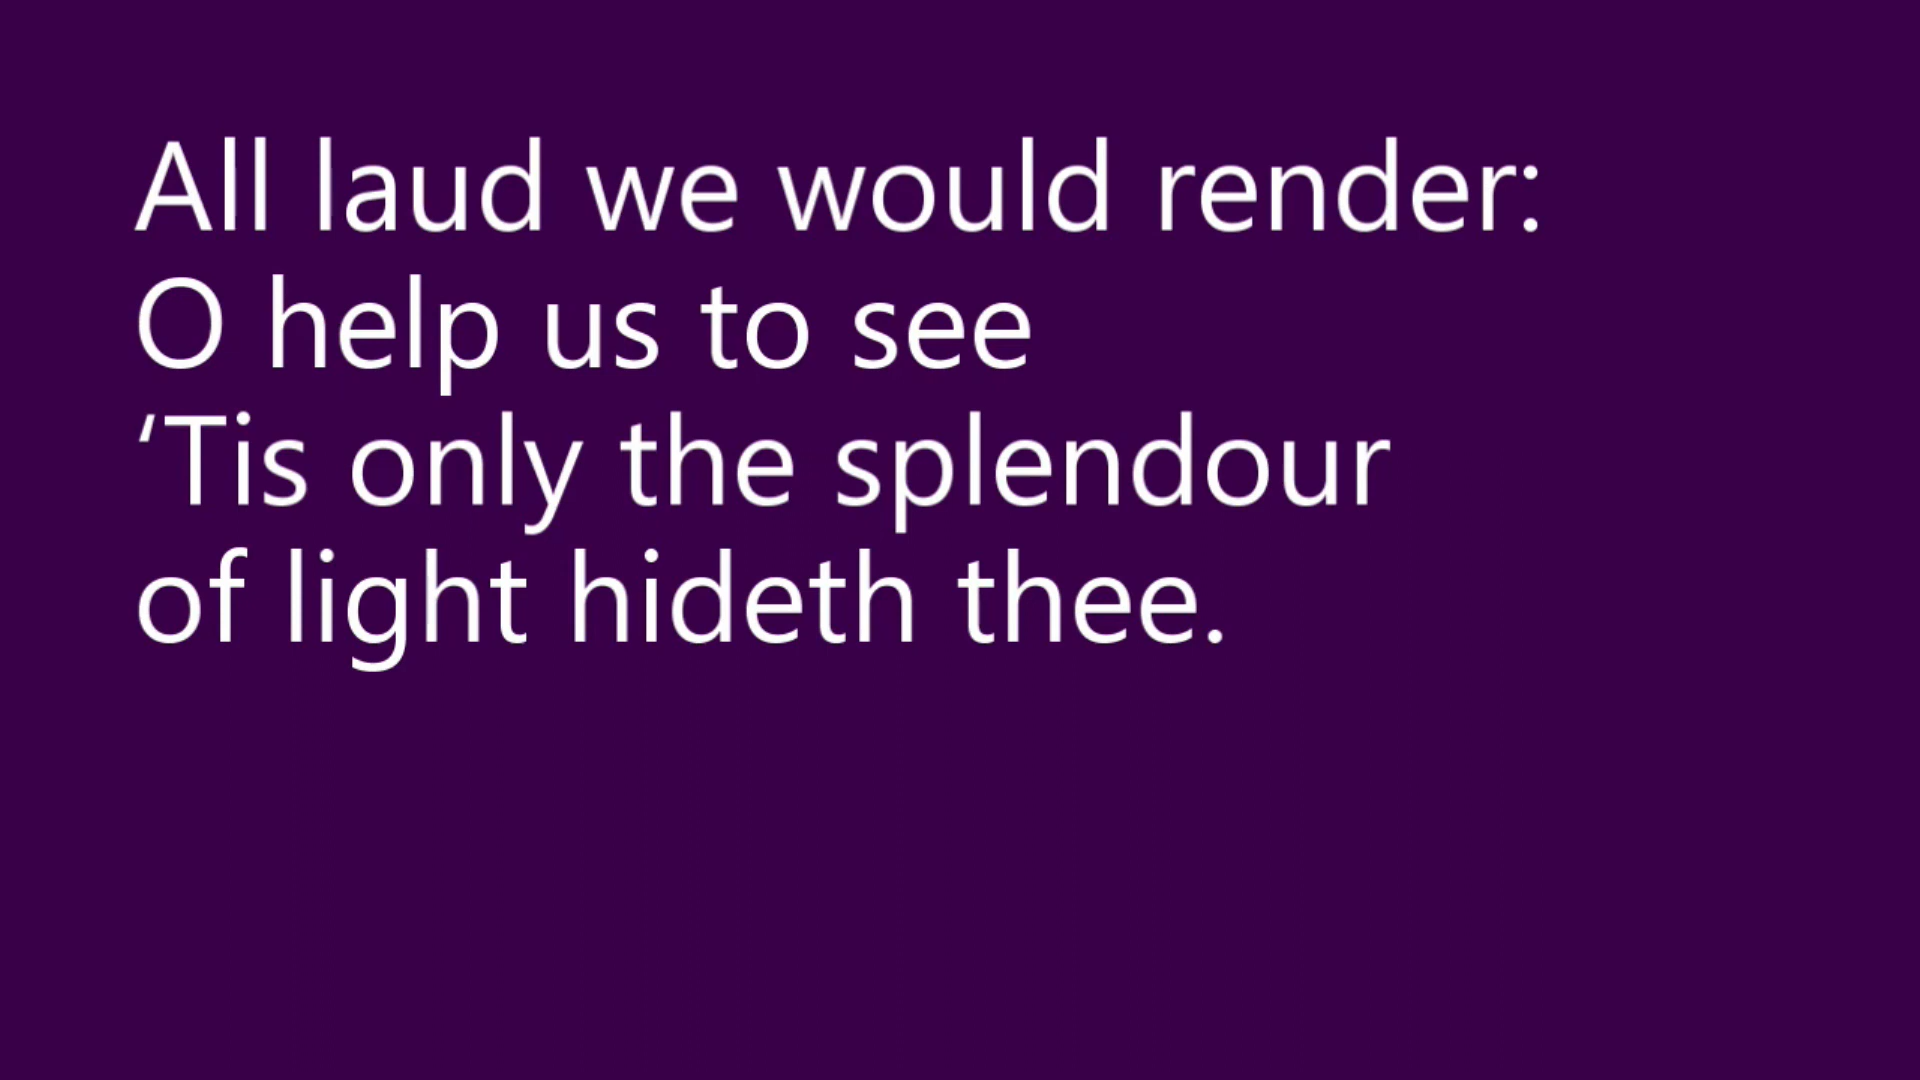 All laud we would render:
O help us to see
‘Tis only the splendour
of light hideth thee.